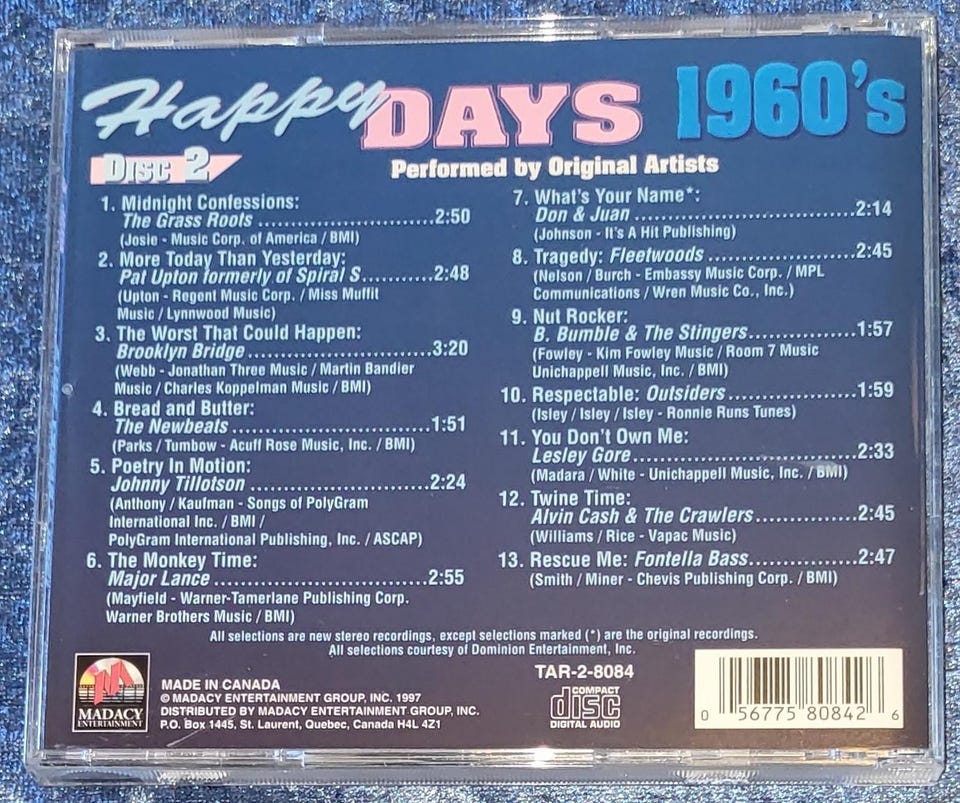 Happy DAYS 1960's
Disc 2
Performed by Original Artists
1. Midnight Confessions:
The Grass Roots ..............................2:50
(Josie - Music Corp. of America / BMI)
2. More Today Than Yesterday:
Pat Upton formerly of Spiral S..........2:48
(Upton - Regent Music Corp. / Miss Muffit
Music / Lynnwood Music)
3. The Worst That Could Happen:
Brooklyn Bridge ..............................3:20
(Webb - Jonathan Three Music / Martin Bandier
Music / Charles Koppelman Music / BMI)
4. Bread and Butter:
The Newbeats .................................1:51
(Parks / Turnbow - Acuff Rose Music, Inc. / BMI)
5. Poetry In Motion:
Johnny Tillotson ..............................2:24
(Anthony / Kaufman - Songs of PolyGram
International Inc. / BMI /
PolyGram International Publishing, Inc. / ASCAP)
6. The Monkey Time:
Major Lance ....................................2:55
(Mayfield - Warner-Tamerlane Publishing Corp.
Warner Brothers Music / BMI)
7. What's Your Name*:
Don & Juan ....................................2:14
(Johnson - It's A Hit Publishing)
8. Tragedy: Fleetwoods ........................2:45
(Nelson / Burch - Embassy Music Corp. / MPL
Communications / Wren Music Co., Inc.)
9. Nut Rocker:
B. Bumble & The Stingers.................1:57
(Fowley - Kim Fowley Music / Room 7 Music
Unichappell Music, Inc. / BMI)
10. Respectable: Outsiders .....................1:59
(Isley / Isley / Isley - Ronnie Runs Tunes)
11. You Don't Own Me:
Lesley Gore....................................2:33
(Madara / White - Unichappell Music, Inc. / BMI)
12. Twine Time:
Alvin Cash & The Crawlers................2:45
(Williams / Rice - Vapac Music)
13. Rescue Me: Fontella Bass.................2:47
(Smith / Miner - Chevis Publishing Corp. / BMI)
All selections are new stereo recordings, except selections marked (*) are the original recordings.
All selections courtesy of Dominion Entertainment, Inc.
MADACY
ENTERTAINMENT
MADE IN CANADA
© MADACY ENTERTAINMENT GROUP, INC. 1997
DISTRIBUTED BY MADACY ENTERTAINMENT GROUP, INC.
P.O. Box 1445, St. Laurent, Quebec, Canada H4L 4Z1
TAR-2-8084
COMPACT
disc
DIGITAL AUDIO
0 56775 80842 6